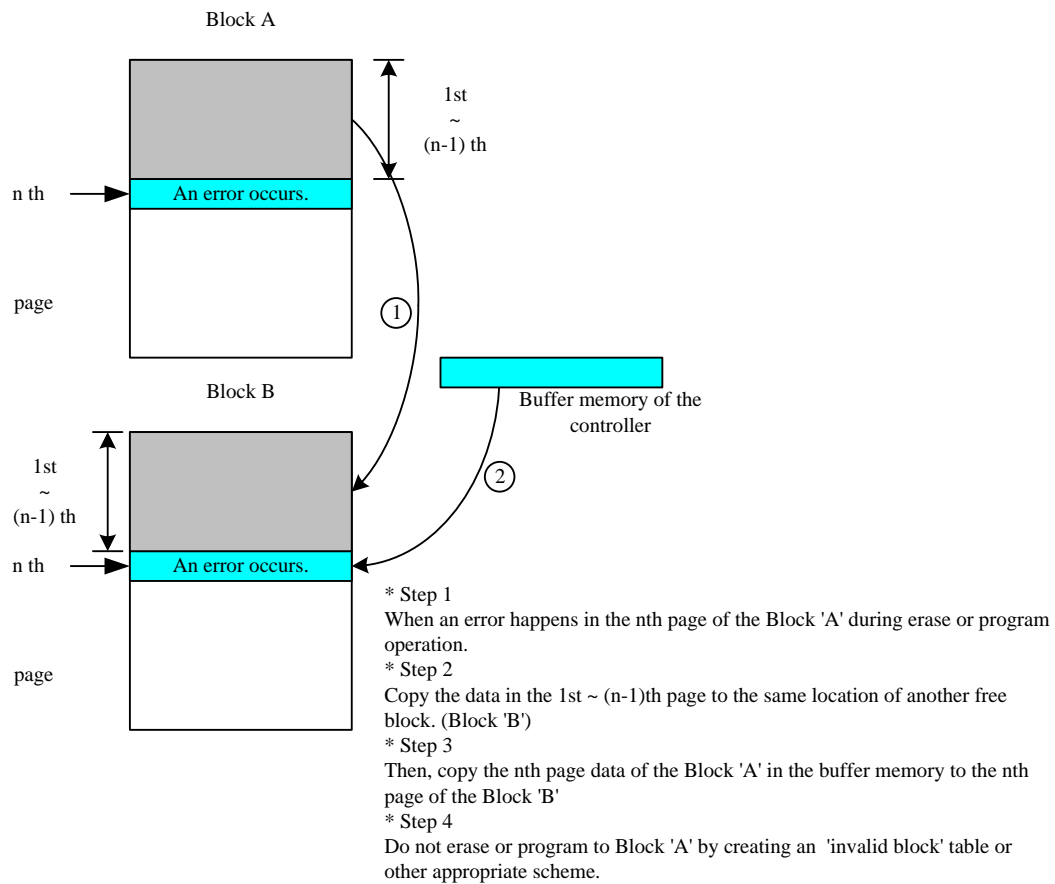 Block A
1st
~
(n-1) th
n th
An error occurs.
page
1
Block B
Buffer memory of the
controller
1st
~
(n-1) th
2
n th
An error occurs.
page
* Step 1
When an error happens in the nth page of the Block 'A' during erase or program
operation.
* Step 2
Copy the data in the 1st ~ (n-1)th page to the same location of another free
block. (Block 'B')
* Step 3
Then, copy the nth page data of the Block 'A' in the buffer memory to the nth
page of the Block 'B'
* Step 4
Do not erase or program to Block 'A' by creating an 'invalid block' table or
other appropriate scheme.